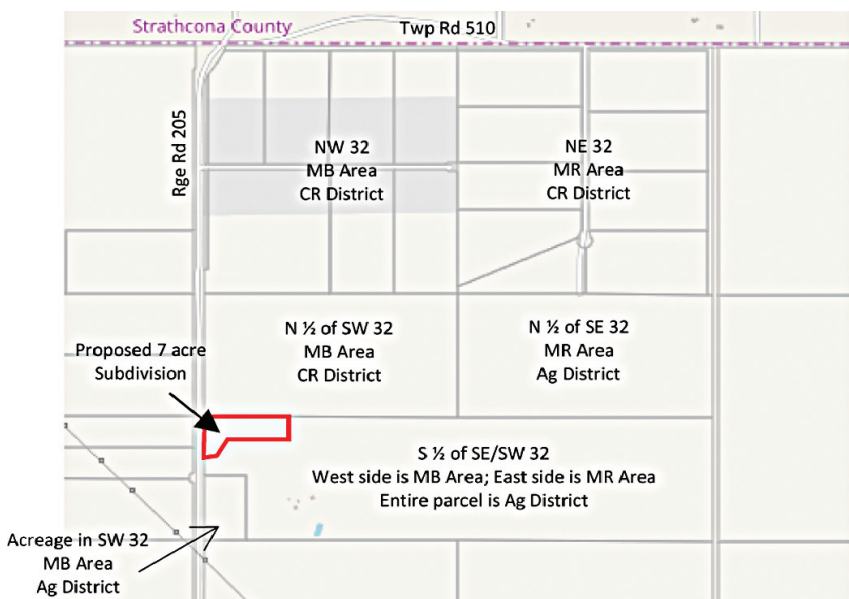 Strathcona County
Twp Rd 510
Rge Rd 205
NW 32
MB Area
CR District
NE 32
MR Area
CR District
N ½ of SW 32
MB Area
CR District
N ½ of SE 32
MR Area
Ag District
Proposed 7 acre
Subdivision
S ½ of SE/SW 32
West side is MB Area; East side is MR Area
Entire parcel is Ag District
Acreage in SW 32
MB Area
Ag District